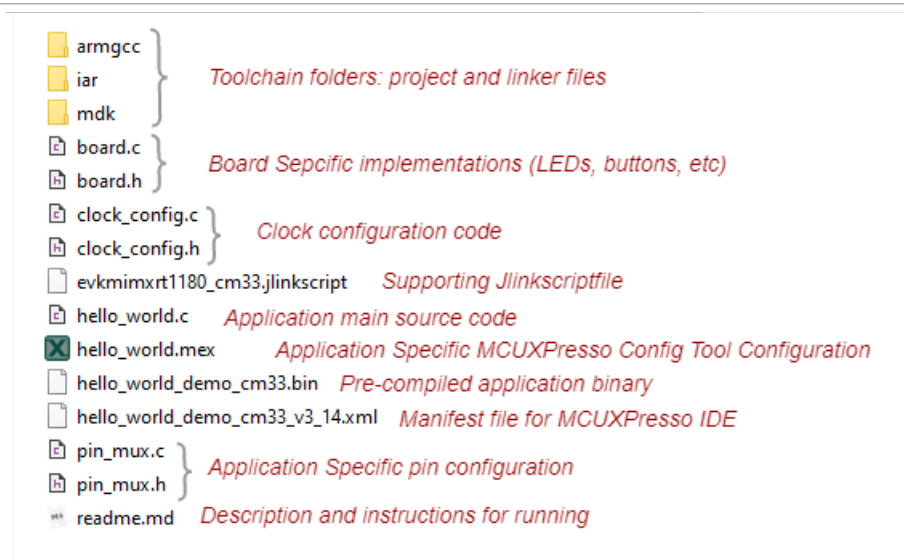 armgcc
iar
Toolchain folders: project and linker files
mdk
board.c
Board Sepcific implementations (LEDs, buttons, etc)
board.h
clock_config.c
Clock configuration code
clock_config.h
evkmimxrt1180_cm33.jlinkscript Supporting Jlinkscriptfile
hello_world.c Application main source code
hello_world.mex Application Specific MCUXPresso Config Tool Configuration
hello_world_demo_cm33.bin Pre-compiled application binary
hello_world_demo_cm33_v3_14.xml Manifest file for MCUXPresso IDE
pin_mux.c
Application Specific pin configuration
pin_mux.h
readme.md Description and instructions for running